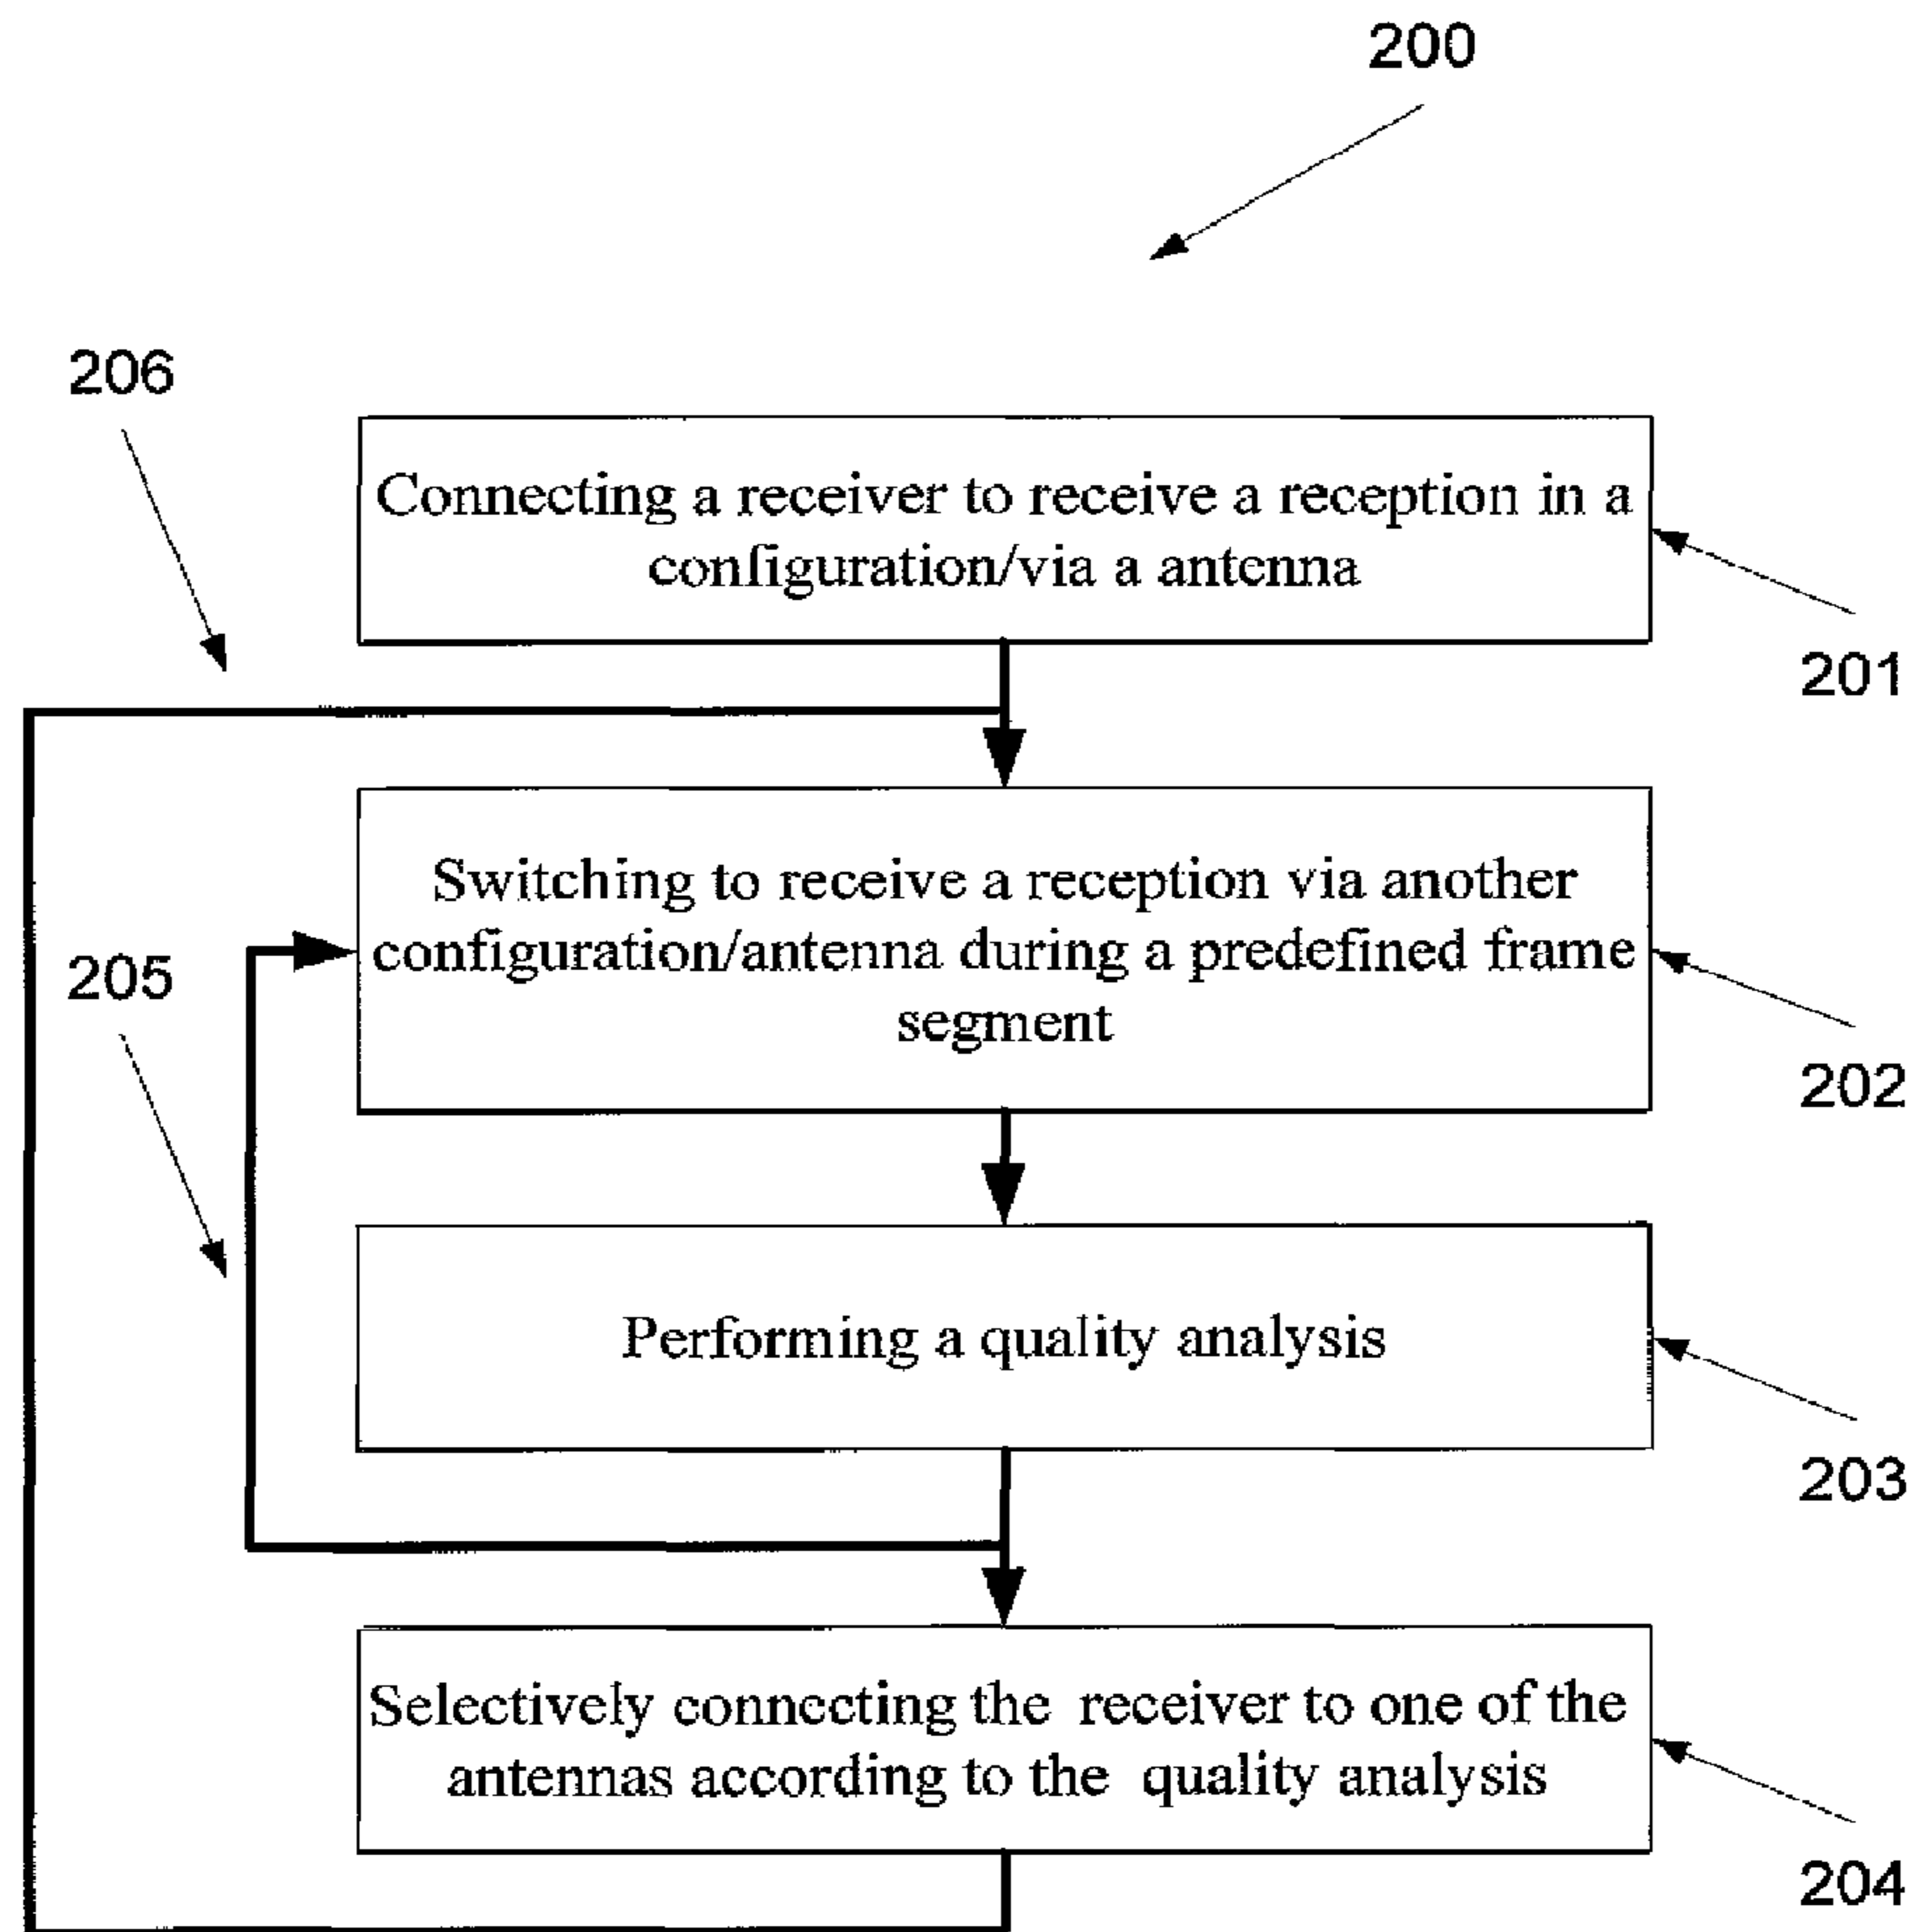 200
206
Connecting a receiver to receive a reception in a
configuration/via a antenna
201
Switching to receive a reception via another
configuration/antenna during a predefined frame
segment
205
202
Performing a quality analysis
203
Selectively connecting the receiver to one of the
antennas according to the quality analysis
204